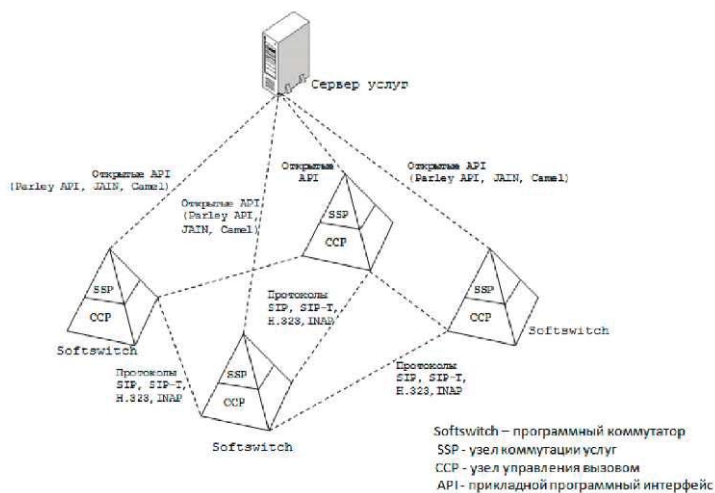 Сервер услуг
Открытые API
(Parley API, JAIN, Camel)
Открытые API
(Parley API,
JAIN, Camel)
Открытые
API
Открытые API
(Parley API, JAIN, Camel)
SSP
CCP
Softswitch
SSP
CCP
SSP
CCP
Softswitch
Протоколы
SIP, SIP-T,
H.323, INAP
Протоколы
SIP, SIP-T,
H.323, INAP
SSP
CCP
Softswitch
Протоколы
SIP, SIP-T,
H.323, INAP
Softswitch – программный коммутатор
SSP - узел коммутации услуг
CCP - узел управления вызовом
API - прикладной программный интерфейс